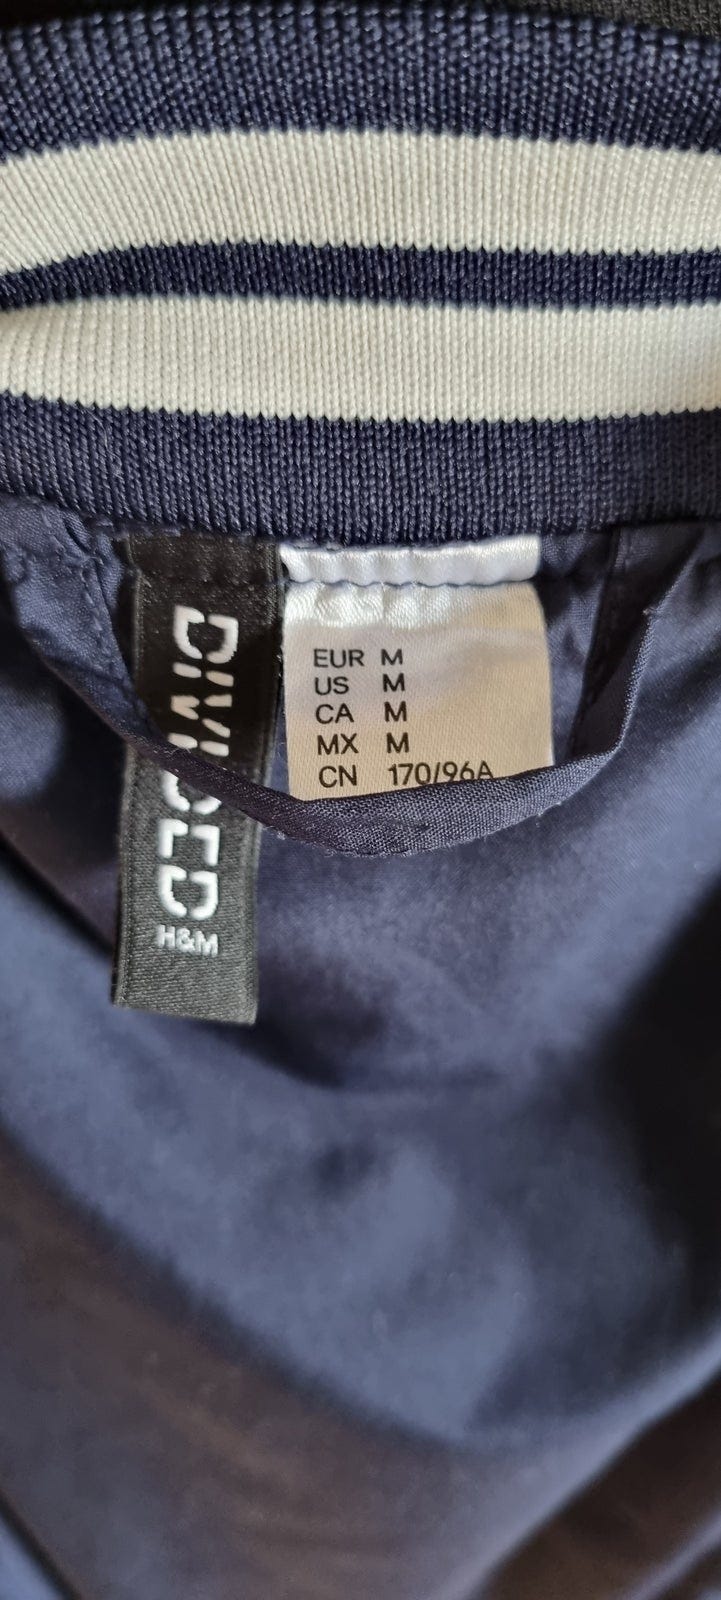 DIVIDED
H&M
EUR M
US M
CA M
MX M
CN 170/96A